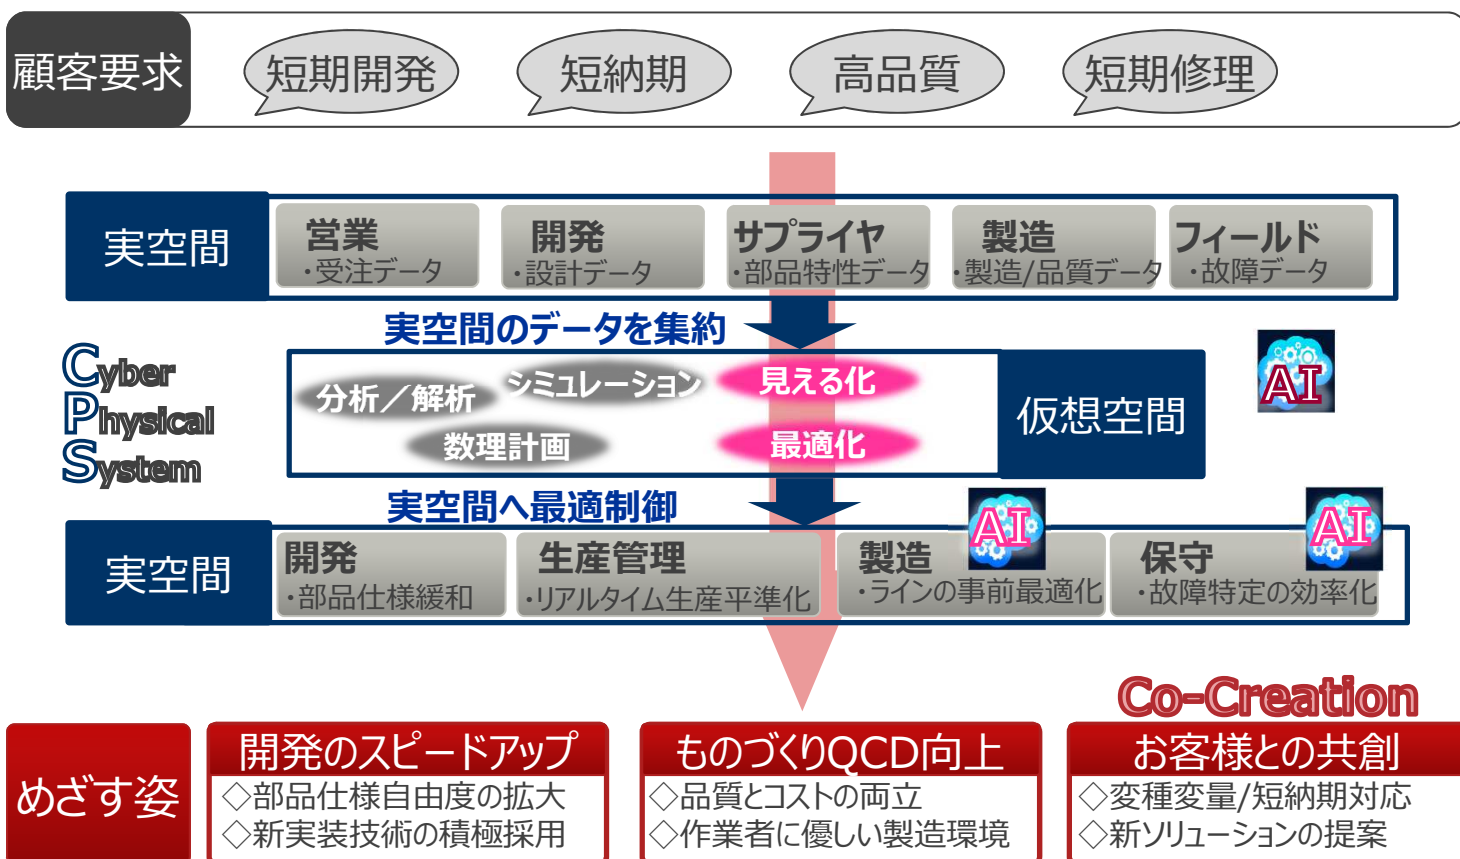 顧客要求
短期開発
短納期
高品質
短期修理
実空間
営業
・受注データ
開発
・設計データ
サプライヤ
・部品特性データ
製造
・製造/品質データ
フィールド
・故障データ
実空間のデータを集約
Cyber
Physical
System
分析／解析
シミュレーション
数理計画
見える化
最適化
仮想空間
AI
実空間へ最適制御
実空間
開発
・部品仕様緩和
生産管理
・リアルタイム生産平準化
AI
製造
・ラインの事前最適化
AI
保守
・故障特定の効率化
Co-Creation
めざす姿
開発のスピードアップ
◇部品仕様自由度の拡大
◇新実装技術の積極採用
ものづくりQCD向上
◇品質とコストの両立
◇作業者に優しい製造環境
お客様との共創
◇変種変量/短納期対応
◇新ソリューションの提案